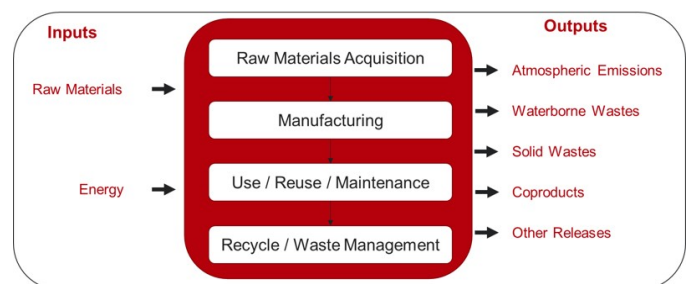 Inputs
Outputs
Raw Materials
Energy
Raw Materials Acquisition
Manufacturing
Use / Reuse / Maintenance
Recycle / Waste Management
Atmospheric Emissions
Waterborne Wastes
Solid Wastes
Coproducts
Other Releases